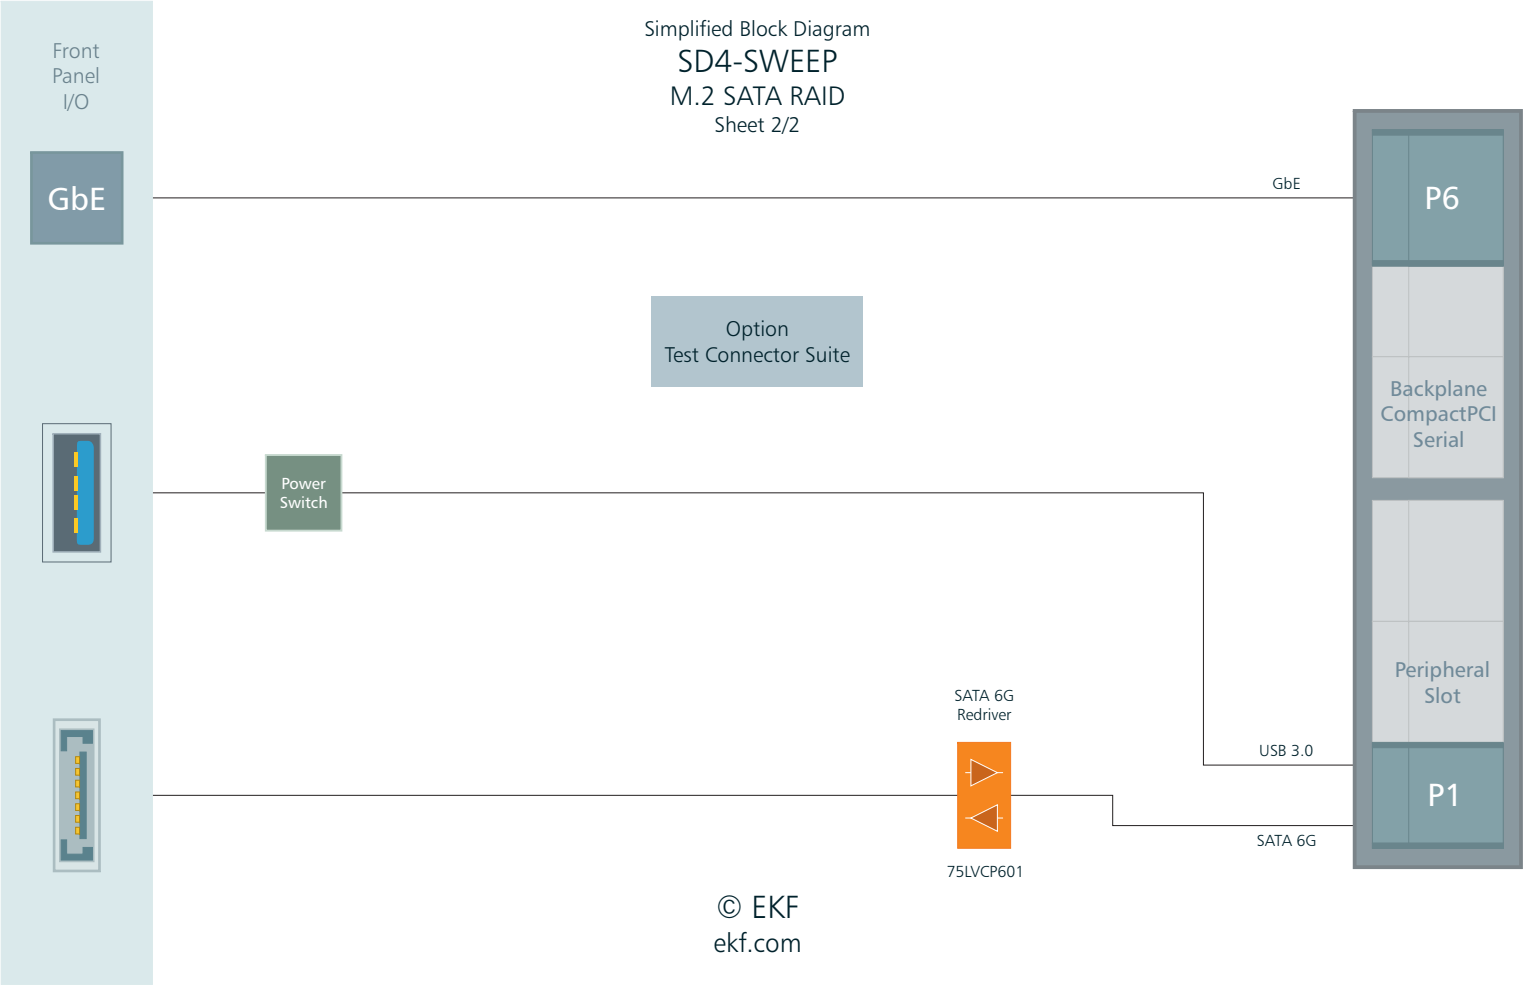 Simplified Block Diagram
SD4-SWEEP
M.2 SATA RAID
Sheet 2/2
Front
Panel
I/O
GbE
GbE
P6
Option
Test Connector Suite
Backplane
CompactPCI
Serial
Power
Switch
Peripheral
Slot
SATA 6G
Redriver
USB 3.0
P1
SATA 6G
75LVCP601
© EKF
ekf.com